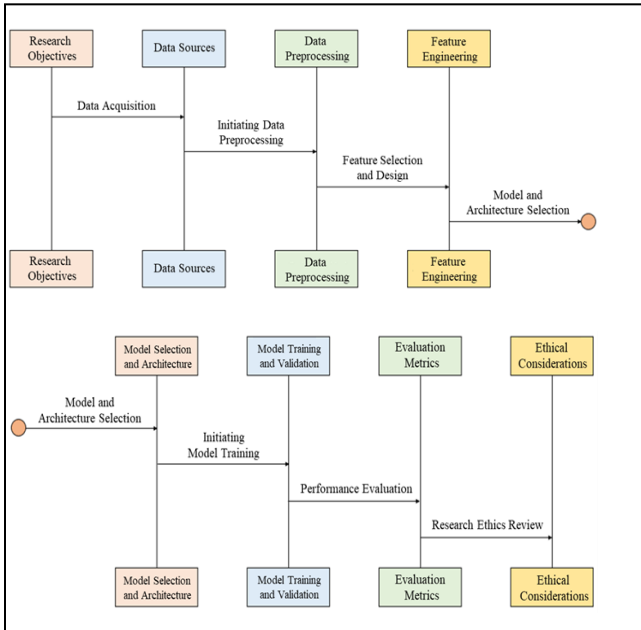 Research
Objectives
Data Sources
Data
Preprocessing
Feature
Engineering
Data Acquisition
Initiating Data
Preprocessing
Feature Selection
and Design
Model and
Architecture Selection
Research
Objectives
Data Sources
Data
Preprocessing
Feature
Engineering
Model Selection
and Architecture
Model Training
and Validation
Evaluation
Metrics
Ethical
Considerations
Model and
Architecture Selection
Initiating
Model Training
Performance Evaluation
Research Ethics Review
Model Selection
and Architecture
Model Training
and Validation
Evaluation
Metrics
Ethical
Considerations